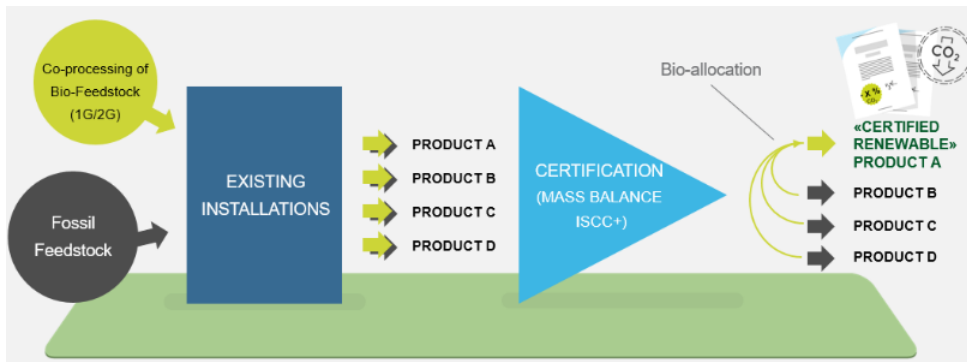 Co-processing of
Bio-Feedstock
(1G/2G)
Fossil
Feedstock
EXISTING
INSTALLATIONS
PRODUCT A
PRODUCT B
PRODUCT C
PRODUCT D
CERTIFICATION
(MASS BALANCE
ISCC+)
Bio-allocation
-X%
CO₂
CO₂
«CERTIFIED
RENEWABLE»
PRODUCT A
PRODUCT B
PRODUCT C
PRODUCT D